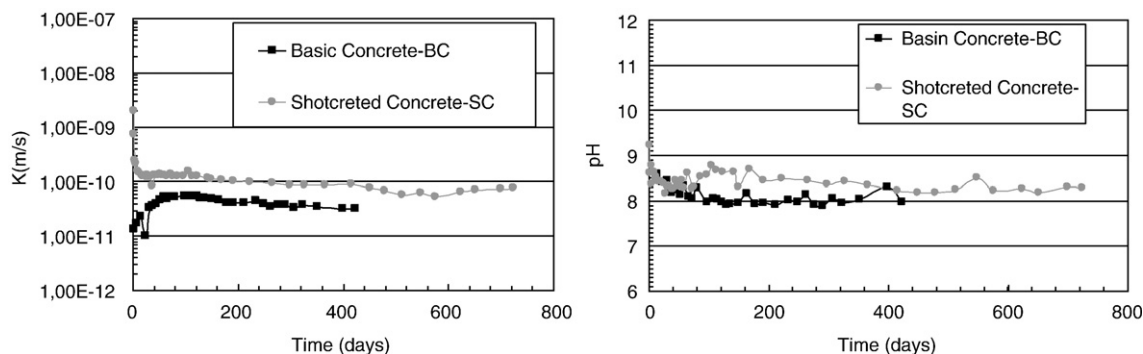 1,00E-07
1,00E-08
1,00E-09
1,00E-10
1,00E-11
1,00E-12
K(m/s)
0
200
400
600
800
Time (days)
Basic Concrete-BC
Shotcreted Concrete-SC
12
11
10
9
8
7
6
pH
0
200
400
600
800
Time (days)
Basin Concrete-BC
Shotcreted Concrete-
SC